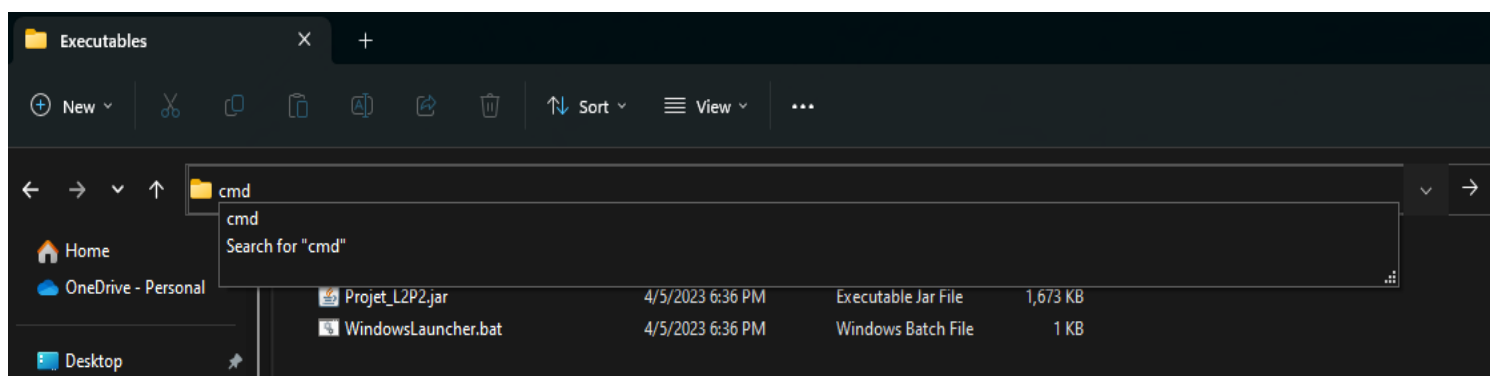 Executables
New
Sort
View
cmd
cmd
Search for "cmd"
Home
OneDrive - Personal
Projet_L2P2.jar 4/5/2023 6:36 PM Executable Jar File 1,673 KB
WindowsLauncher.bat 4/5/2023 6:36 PM Windows Batch File 1 KB
Desktop